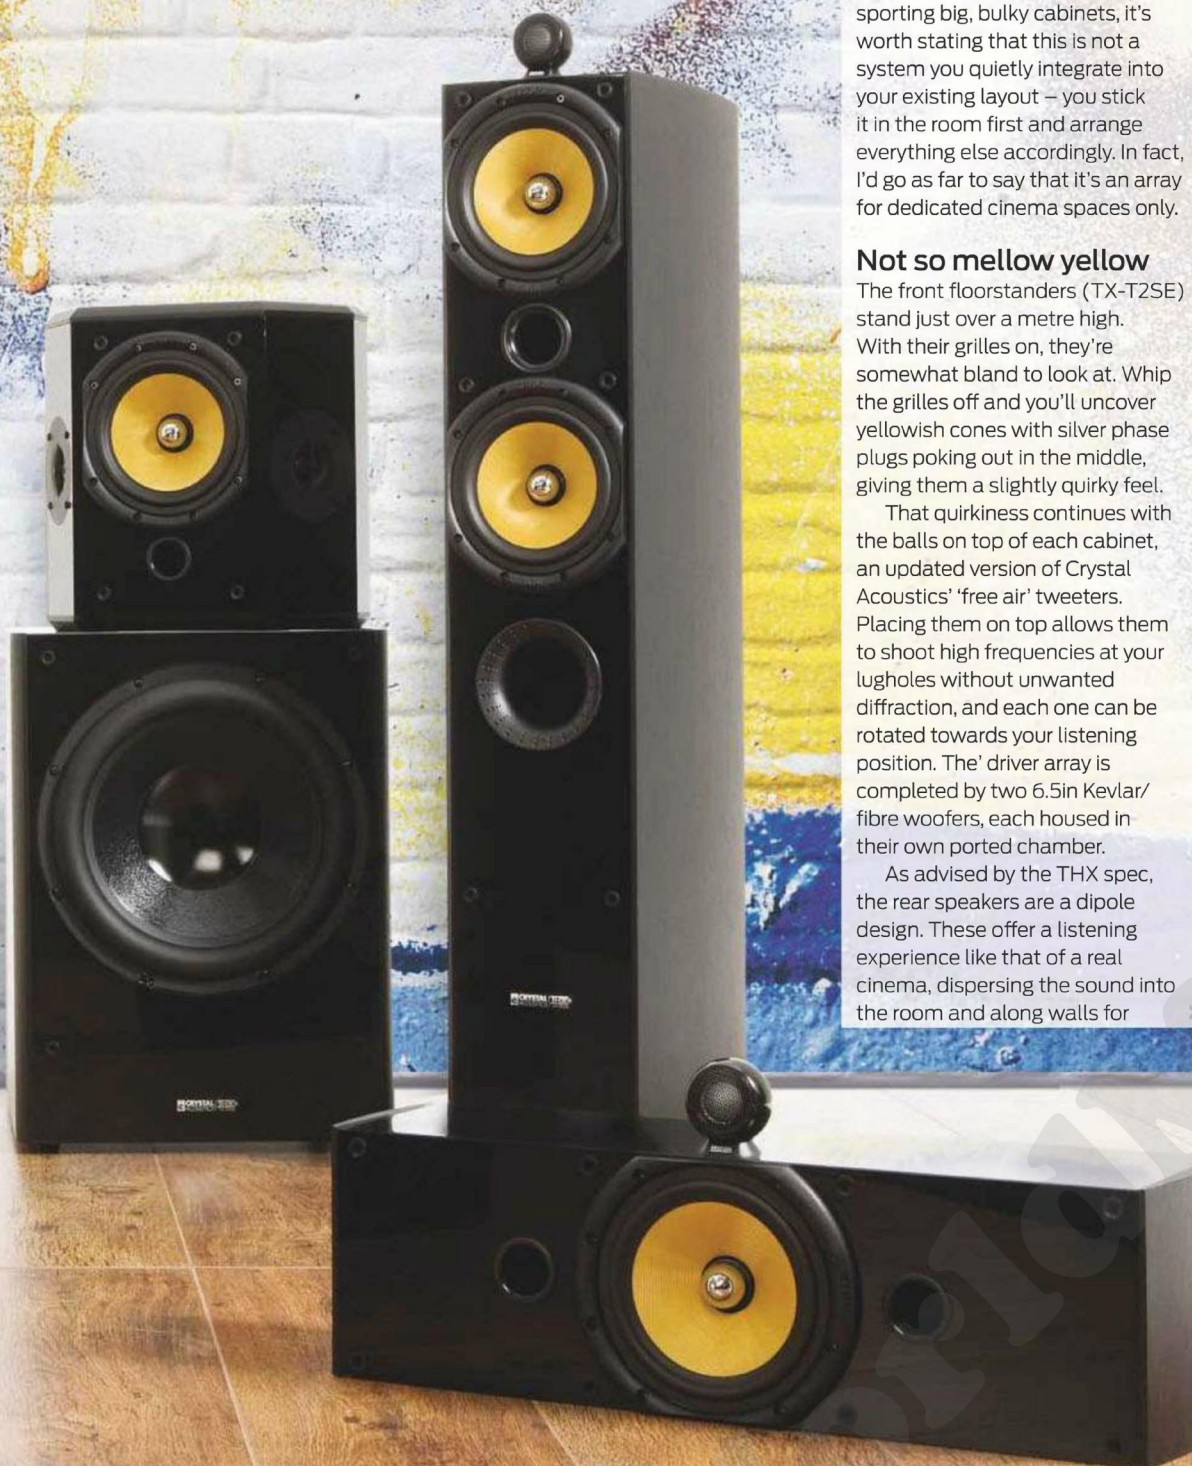 sporting big, bulky cabinets, it's
worth stating that this is not a
system you quietly integrate into
your existing layout – you stick
it in the room first and arrange
everything else accordingly. In fact,
I'd go as far to say that it's an array
for dedicated cinema spaces only.
Not so mellow yellow
The front floorstanders (TX-T2SE)
stand just over a metre high.
With their grilles on, they're
somewhat bland to look at. Whip
the grilles off and you'll uncover
yellowish cones with silver phase
plugs poking out in the middle,
giving them a slightly quirky feel.
That quirkiness continues with
the balls on top of each cabinet,
an updated version of Crystal
Acoustics' ‘free air’ tweeters.
Placing them on top allows them
to shoot high frequencies at your
lugholes without unwanted
diffraction, and each one can be
rotated towards your listening
position. The’ driver array is
completed by two 6.5in Kevlar/
fibre woofers, each housed in
their own ported chamber.
As advised by the THX spec,
the rear speakers are a dipole
design. These offer a listening
experience like that of a real
cinema, dispersing the sound into
the room and along walls for
CRYSTAL
CRYSTAL